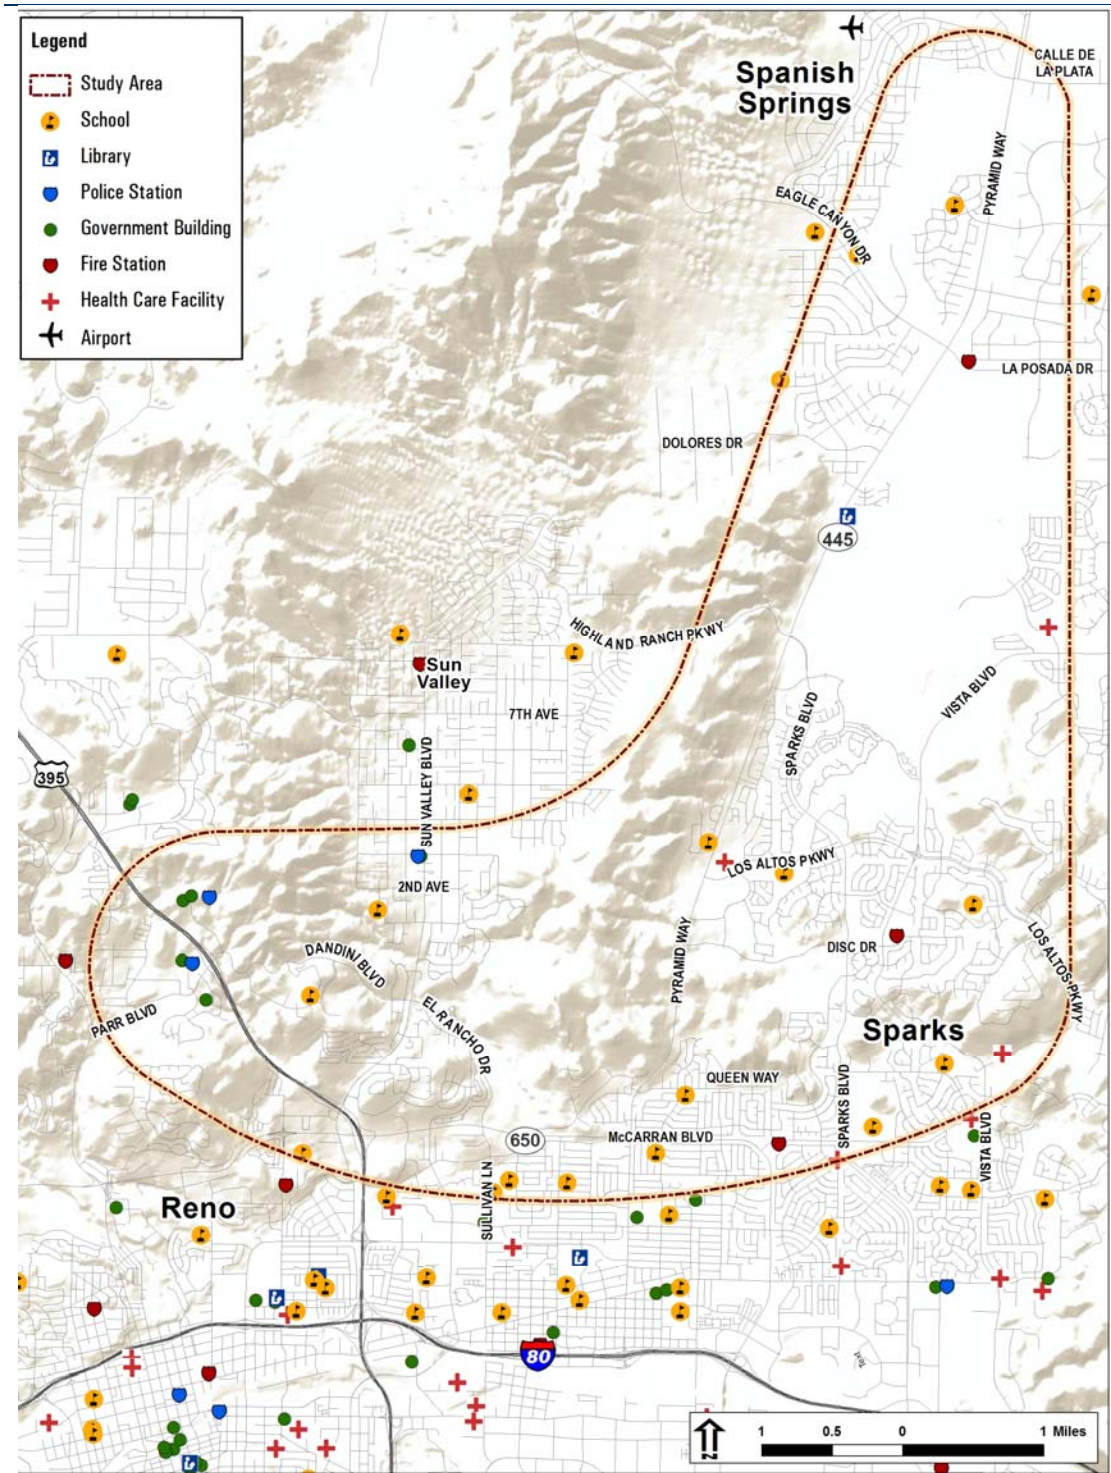 Legend
Study Area
School
Library
Police Station
Government Building
Fire Station
Health Care Facility
Airport
Spanish
Springs
CALLE DE
LA PLATA
PYRAMID WAY
EAGLE CANYON DR
LA POSADA DR
DOLORES DR
445
HIGHLAND RANCH PKWY
Sun
Valley
7TH AVE
VISTA BLVD
SPARKS BLVD
SUN VALLEY BLVD
395
LOS ALTOS PKWY
2ND AVE
PYRAMID WAY
DISC DR
LOS ALTOS PKWY
DANDINI BLVD
PARR BLVD
EL RANCHO DR
Sparks
QUEEN WAY
SPARKS BLVD
650
McCARRAN BLVD
VISTA BLVD
SULLIVAN LN
Reno
80
Text
N
1 0.5 0 1 Miles